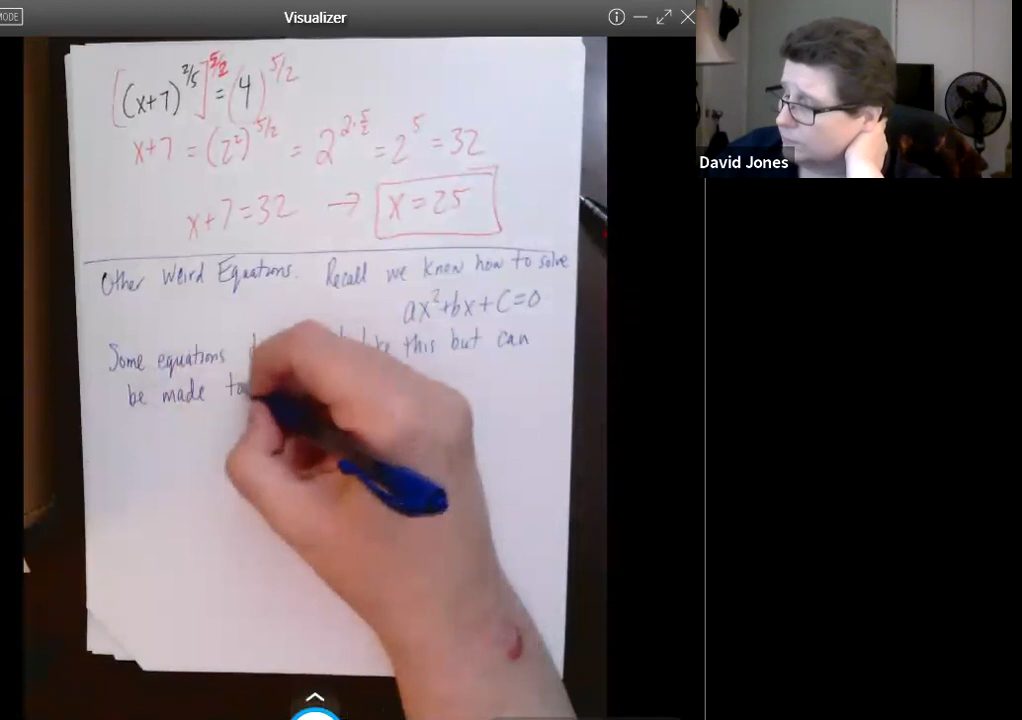 MODE
Visualizer
[(x+7)^{2/5}]^{5/2} = (4)^{5/2}
x+7 = (2^2)^{5/2} = 2^{2·5/2} = 2^5 = 32
x+7=32 → x=25
Other Weird Equations. Recall we know how to solve
ax^2+bx+C=0
Some equations this but can
be made to
David Jones